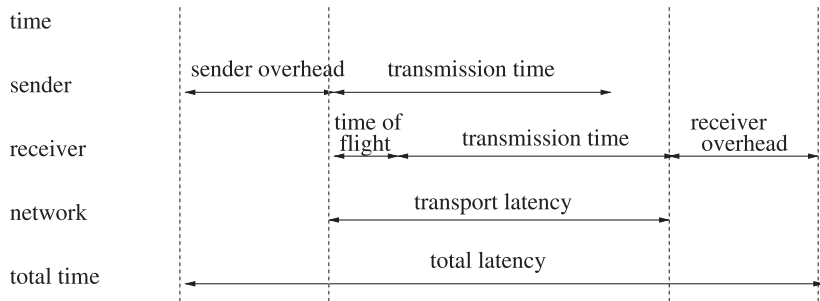 time
sender overhead
transmission time
sender
time of
flight
transmission time
receiver
overhead
receiver
transport latency
network
total latency
total time